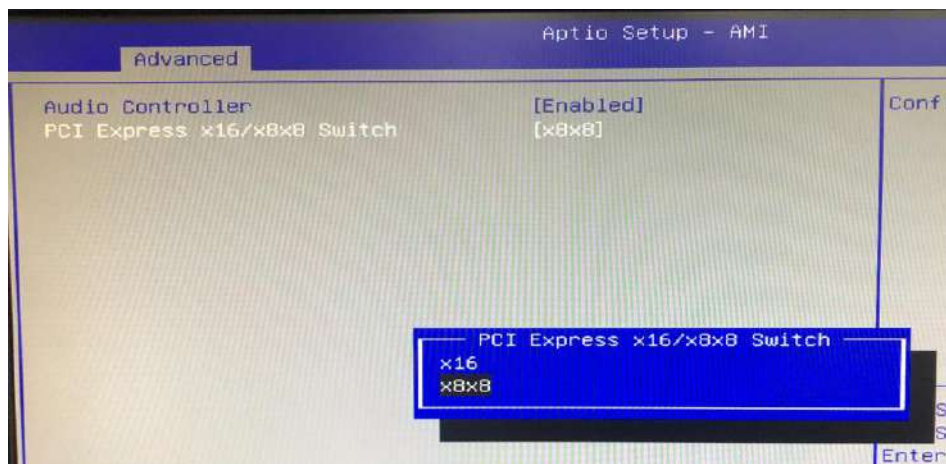 Aptio Setup - AMI
Advanced
Audio Controller [Enabled]
PCI Express x16/x8x8 Switch [x8x8]
Conf
PCI Express x16/x8x8 Switch
x16
x8x8
S
S
Enter